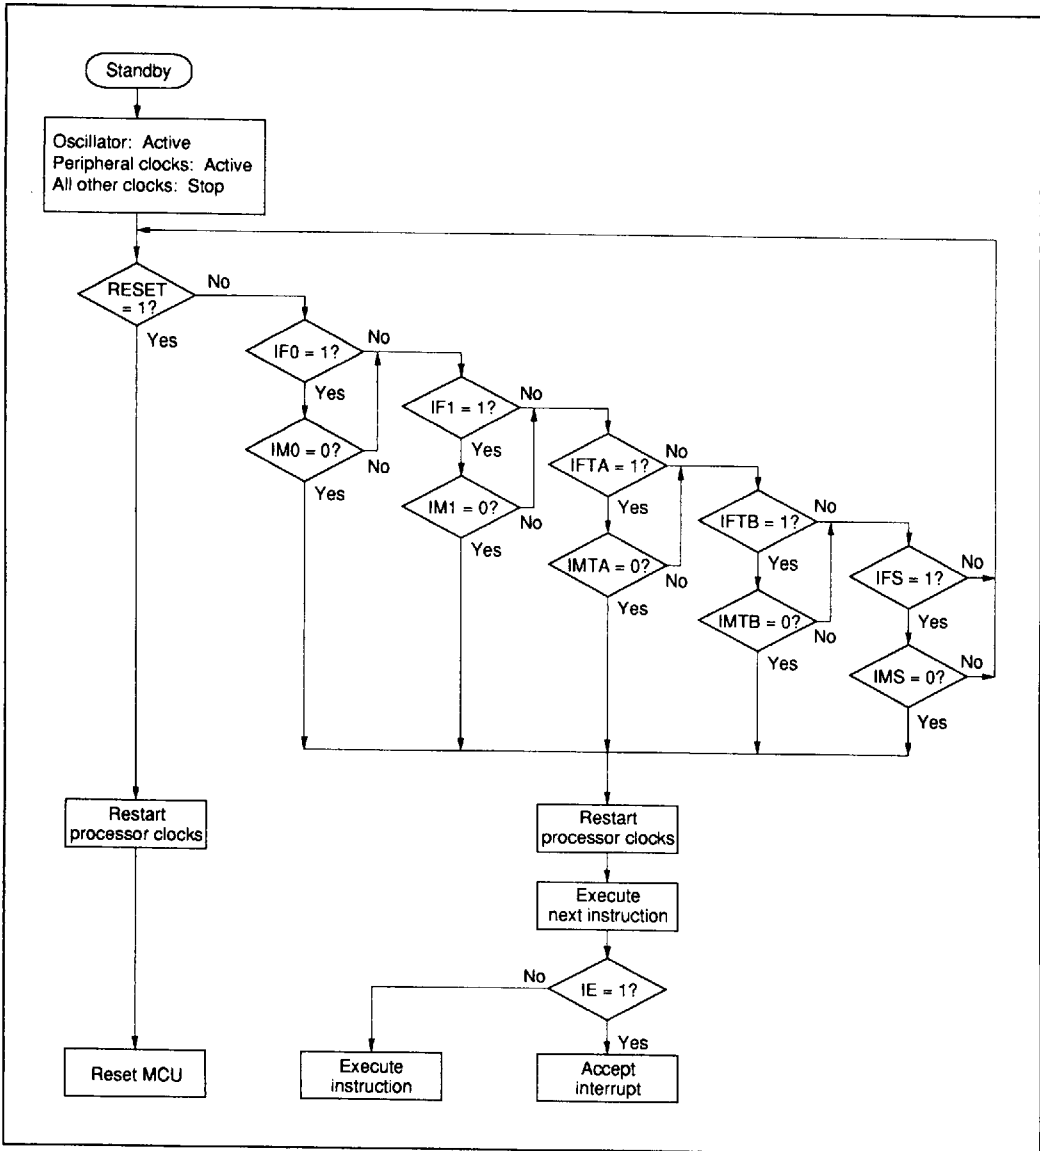 Standby
Oscillator: Active
Peripheral clocks: Active
All other clocks: Stop
RESET
= 1?
No
Yes
IF0 = 1?
No
Yes
IM0 = 0?
No
Yes
IF1 = 1?
No
Yes
IM1 = 0?
No
Yes
IFTA = 1?
No
Yes
IMTA = 0?
No
Yes
IFTB = 1?
No
Yes
IMTB = 0?
No
Yes
IFS = 1?
No
Yes
IMS = 0?
No
Yes
Restart
processor clocks
Reset MCU
Restart
processor clocks
Execute
next instruction
IE = 1?
No
Yes
Execute
instruction
Accept
interrupt